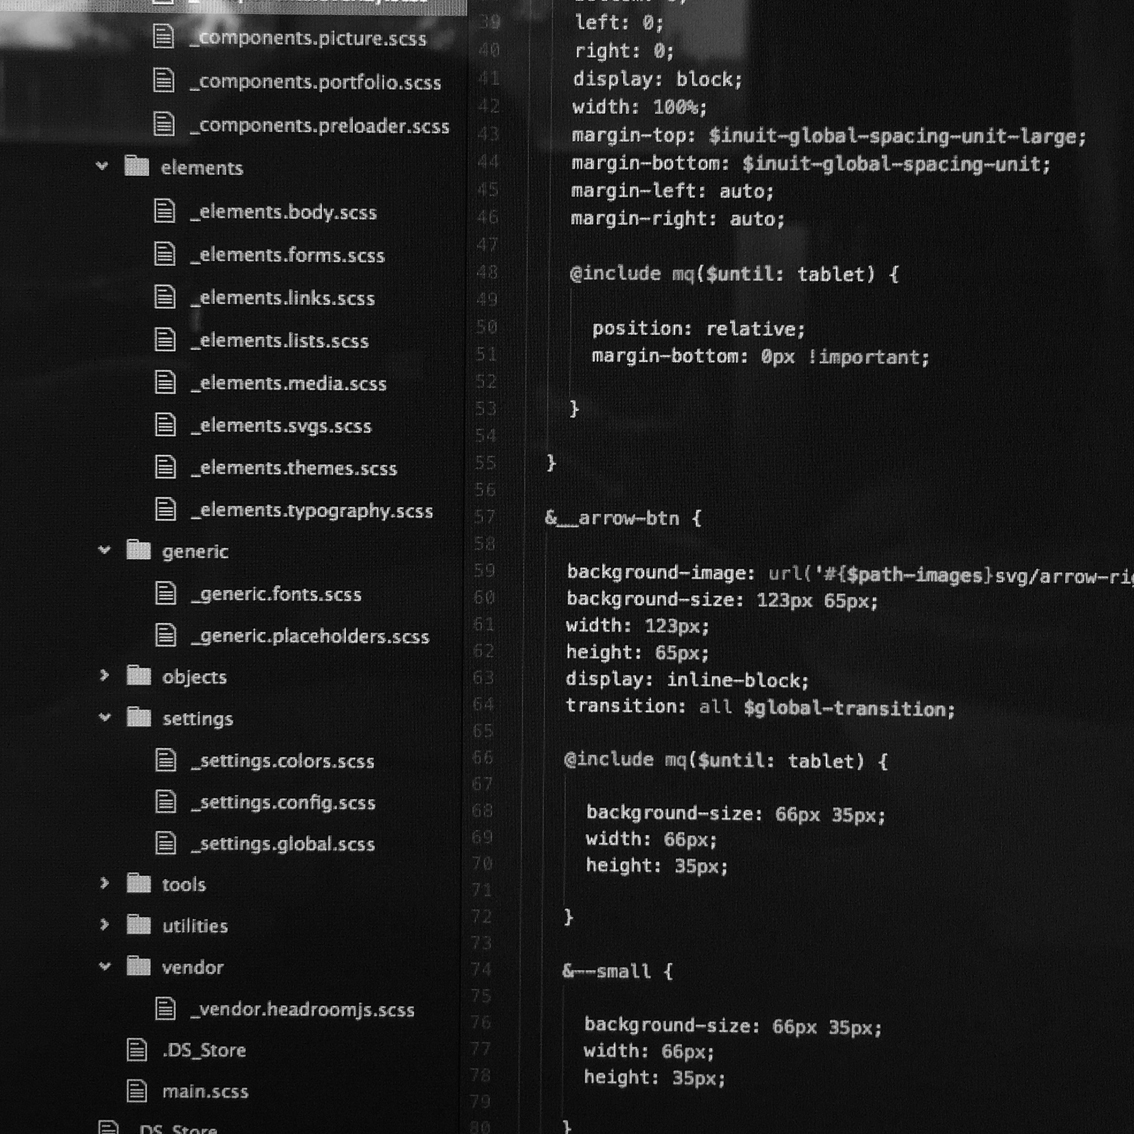 _components.picture.scss
_components.portfolio.scss
_components.preloader.scss
elements
_elements.body.scss
_elements.forms.scss
_elements.links.scss
_elements.lists.scss
_elements.media.scss
_elements.svgs.scss
_elements.themes.scss
_elements.typography.scss
generic
_generic.fonts.scss
_generic.placeholders.scss
objects
settings
_settings.colors.scss
_settings.config.scss
_settings.global.scss
tools
utilities
vendor
_vendor.headroomjs.scss
.DS_Store
main.scss
.DS_Store
39 left: 0;
40 right: 0;
41 display: block;
42 width: 100%;
43 margin-top: $inuit-global-spacing-unit-large;
44 margin-bottom: $inuit-global-spacing-unit;
45 margin-left: auto;
46 margin-right: auto;
47
48 @include mq($until: tablet) {
49
50 position: relative;
51 margin-bottom: 0px !important;
52
53 }
54
55 }
56
57 &__arrow-btn {
58
59 background-image: url('#{$path-images}svg/arrow-rig
60 background-size: 123px 65px;
61 width: 123px;
62 height: 65px;
63 display: inline-block;
64 transition: all $global-transition;
65
66 @include mq($until: tablet) {
67
68 background-size: 66px 35px;
69 width: 66px;
70 height: 35px;
71
72 }
73
74 &--small {
75
76 background-size: 66px 35px;
77 width: 66px;
78 height: 35px;
79
80 }